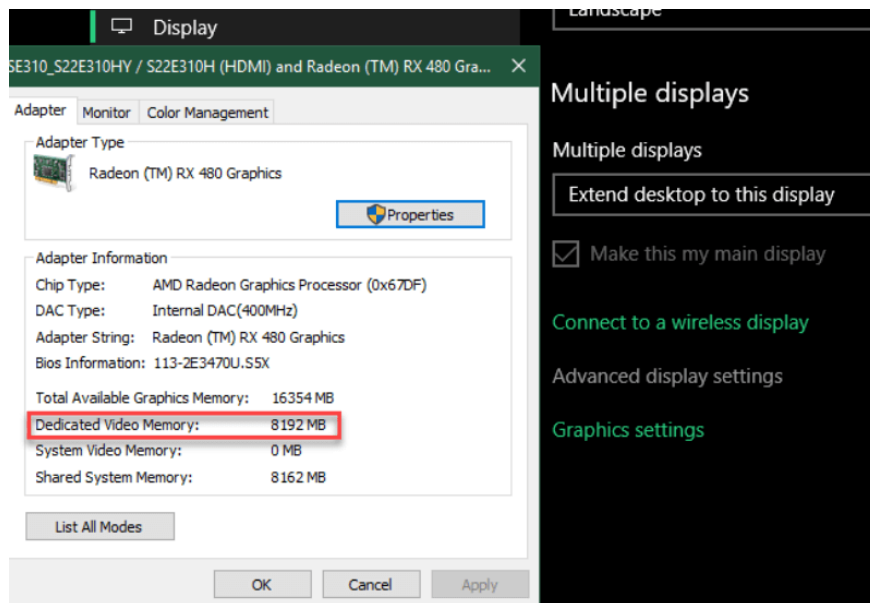 Display
SE310_S22E310HY / S22E310H (HDMI) and Radeon (TM) RX 480 Gra...
Adapter Monitor Color Management
Adapter Type
Radeon (TM) RX 480 Graphics
Properties
Adapter Information
Chip Type: AMD Radeon Graphics Processor (0x67DF)
DAC Type: Internal DAC(400MHz)
Adapter String: Radeon (TM) RX 480 Graphics
Bios Information: 113-2E3470U.S5X
Total Available Graphics Memory: 16354 MB
Dedicated Video Memory: 8192 MB
System Video Memory: 0 MB
Shared System Memory: 8162 MB
List All Modes
OK Cancel Apply
Landscape
Multiple displays
Multiple displays
Extend desktop to this display
Make this my main display
Connect to a wireless display
Advanced display settings
Graphics settings